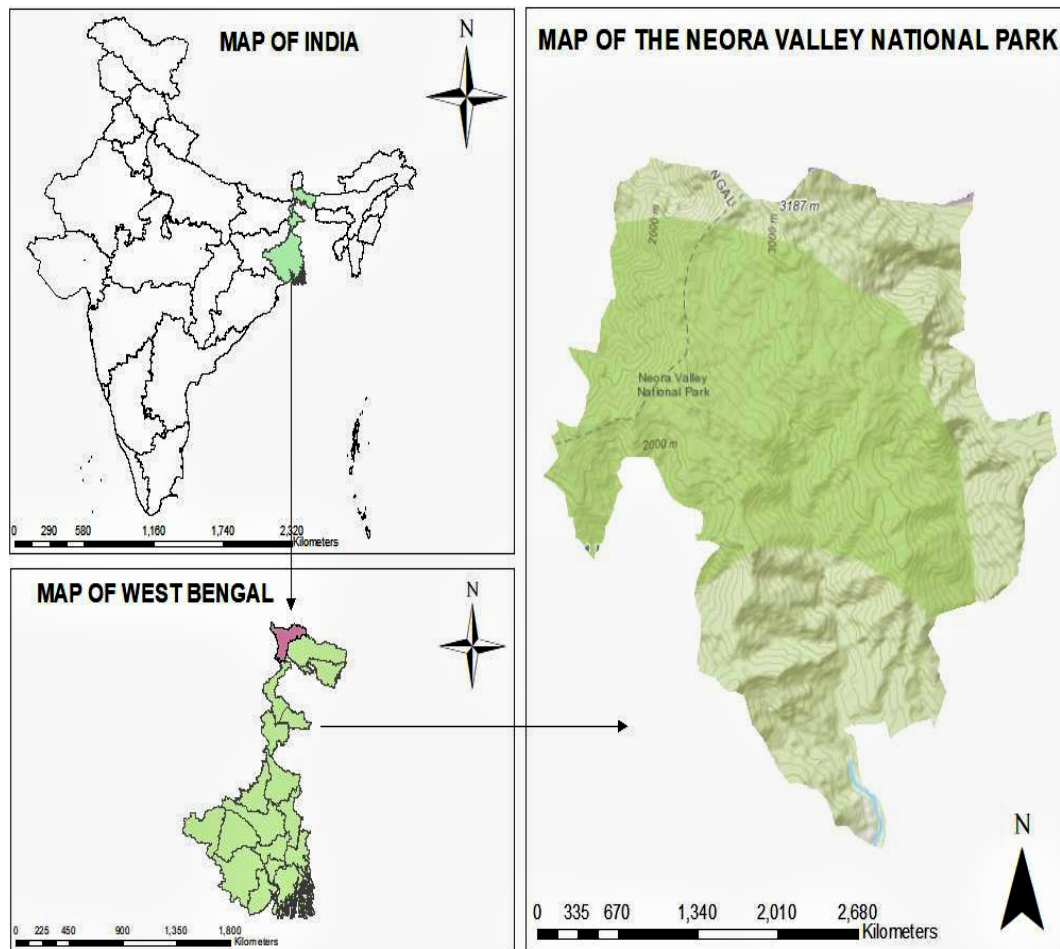 MAP OF INDIA
N
0 290 580 1,160 1,740 2,320
Kilometers
MAP OF WEST BENGAL
N
0 225 450 900 1,350 1,800
Kilometers
MAP OF THE NEORA VALLEY NATIONAL PARK
NGAL
2000 m
3000 m
3187 m
Neora Valley
National Park
2000 m
N
0 335 670 1,340 2,010 2,680
Kilometers